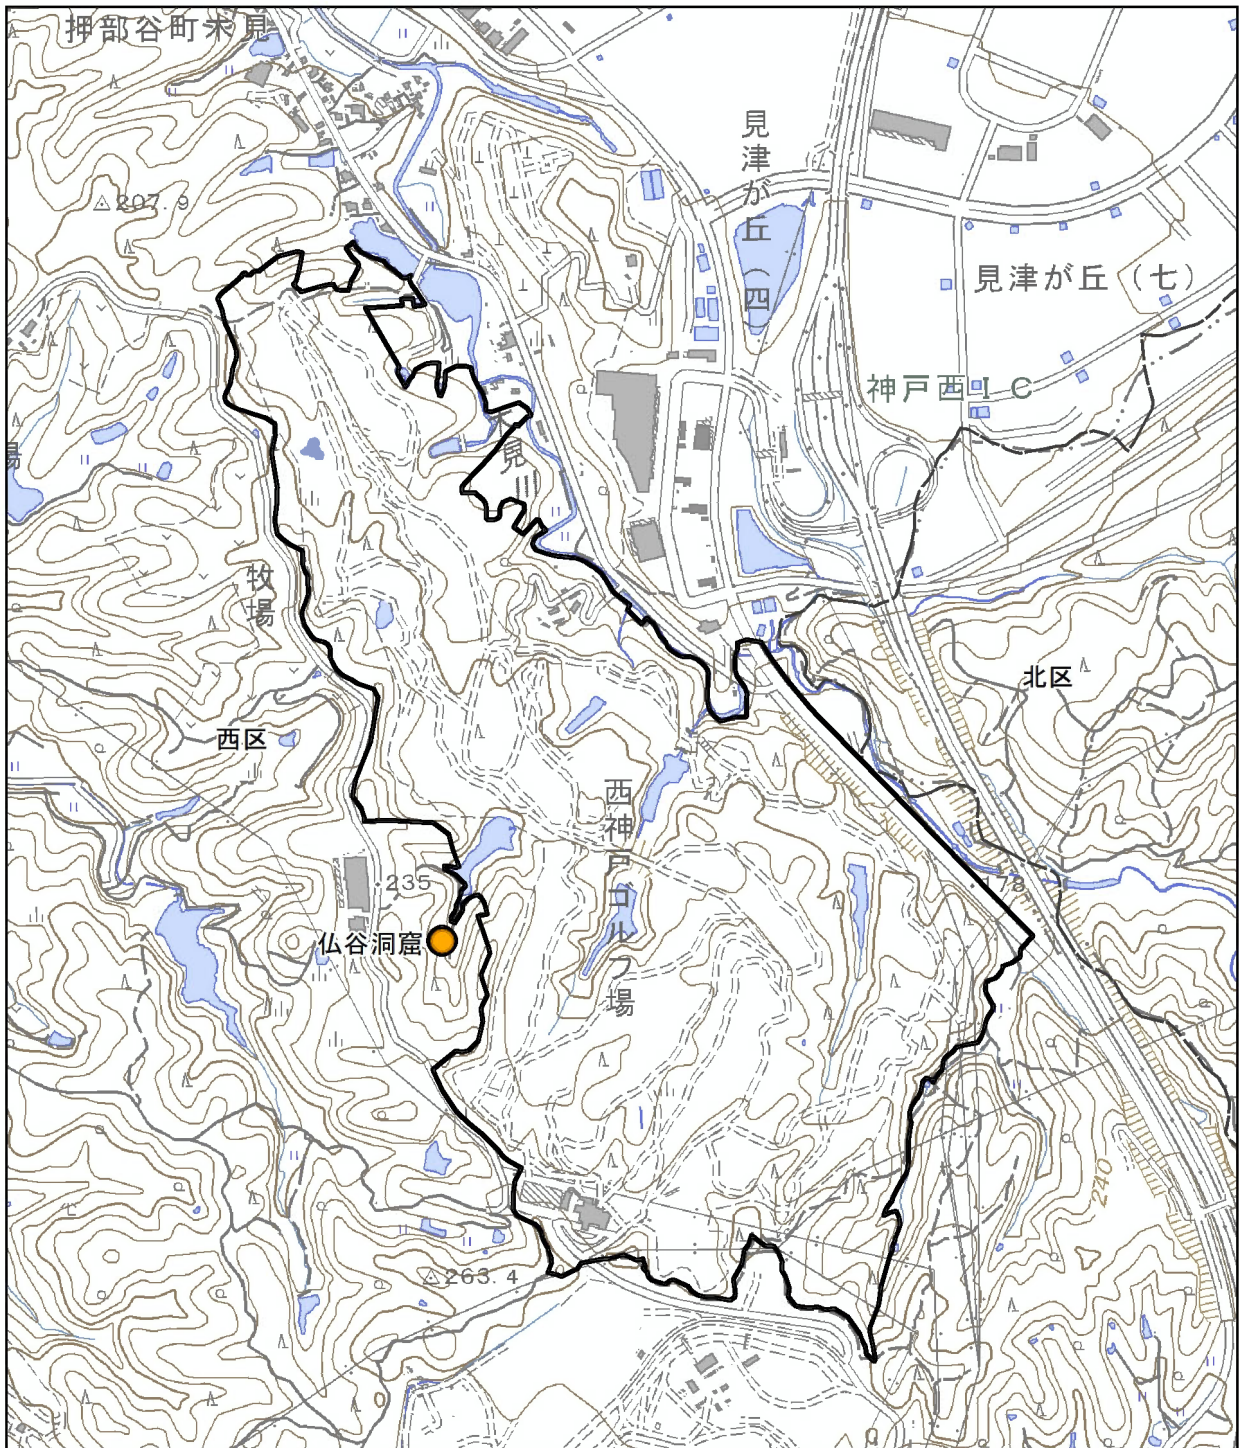 押部谷町木見
207.9
見津が丘(四)
見津が丘(七)
神戸西IC
木見
牧場
北区
西区
西神戸ゴルフ場
235
178
仏谷洞窟
240
263.4